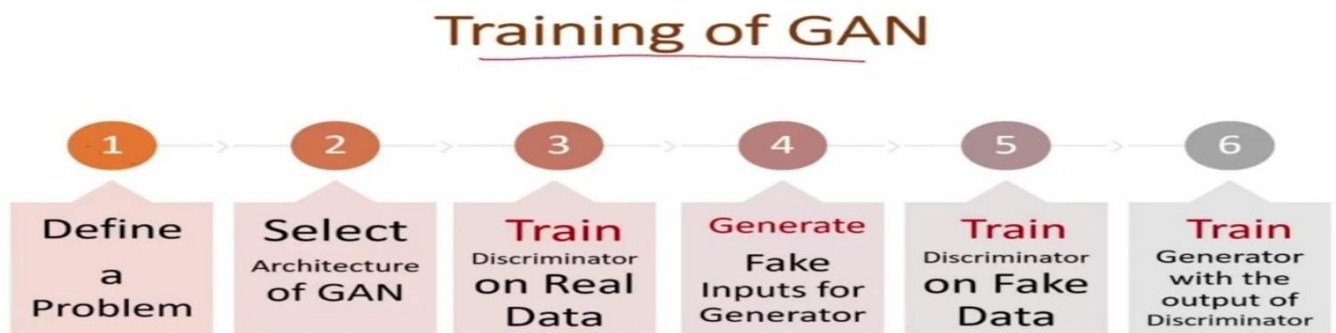 Training of GAN
1
2
3
4
5
6
Define
a
Problem
Select
Architecture
of GAN
Train
Discriminator
on Real
Data
Generate
Fake
Inputs for
Generator
Train
Discriminator
on Fake
Data
Train
Generator
with the
output of
Discriminator